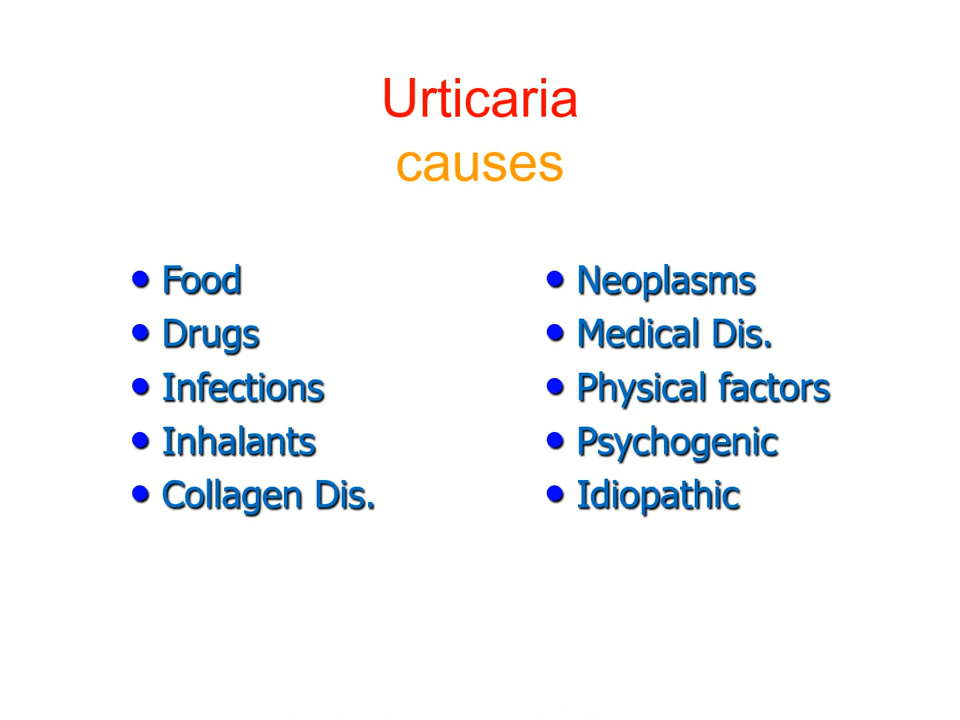 Urticaria
causes
• Food
• Drugs
• Infections
• Inhalants
• Collagen Dis.
• Neoplasms
• Medical Dis.
• Physical factors
• Psychogenic
• Idiopathic